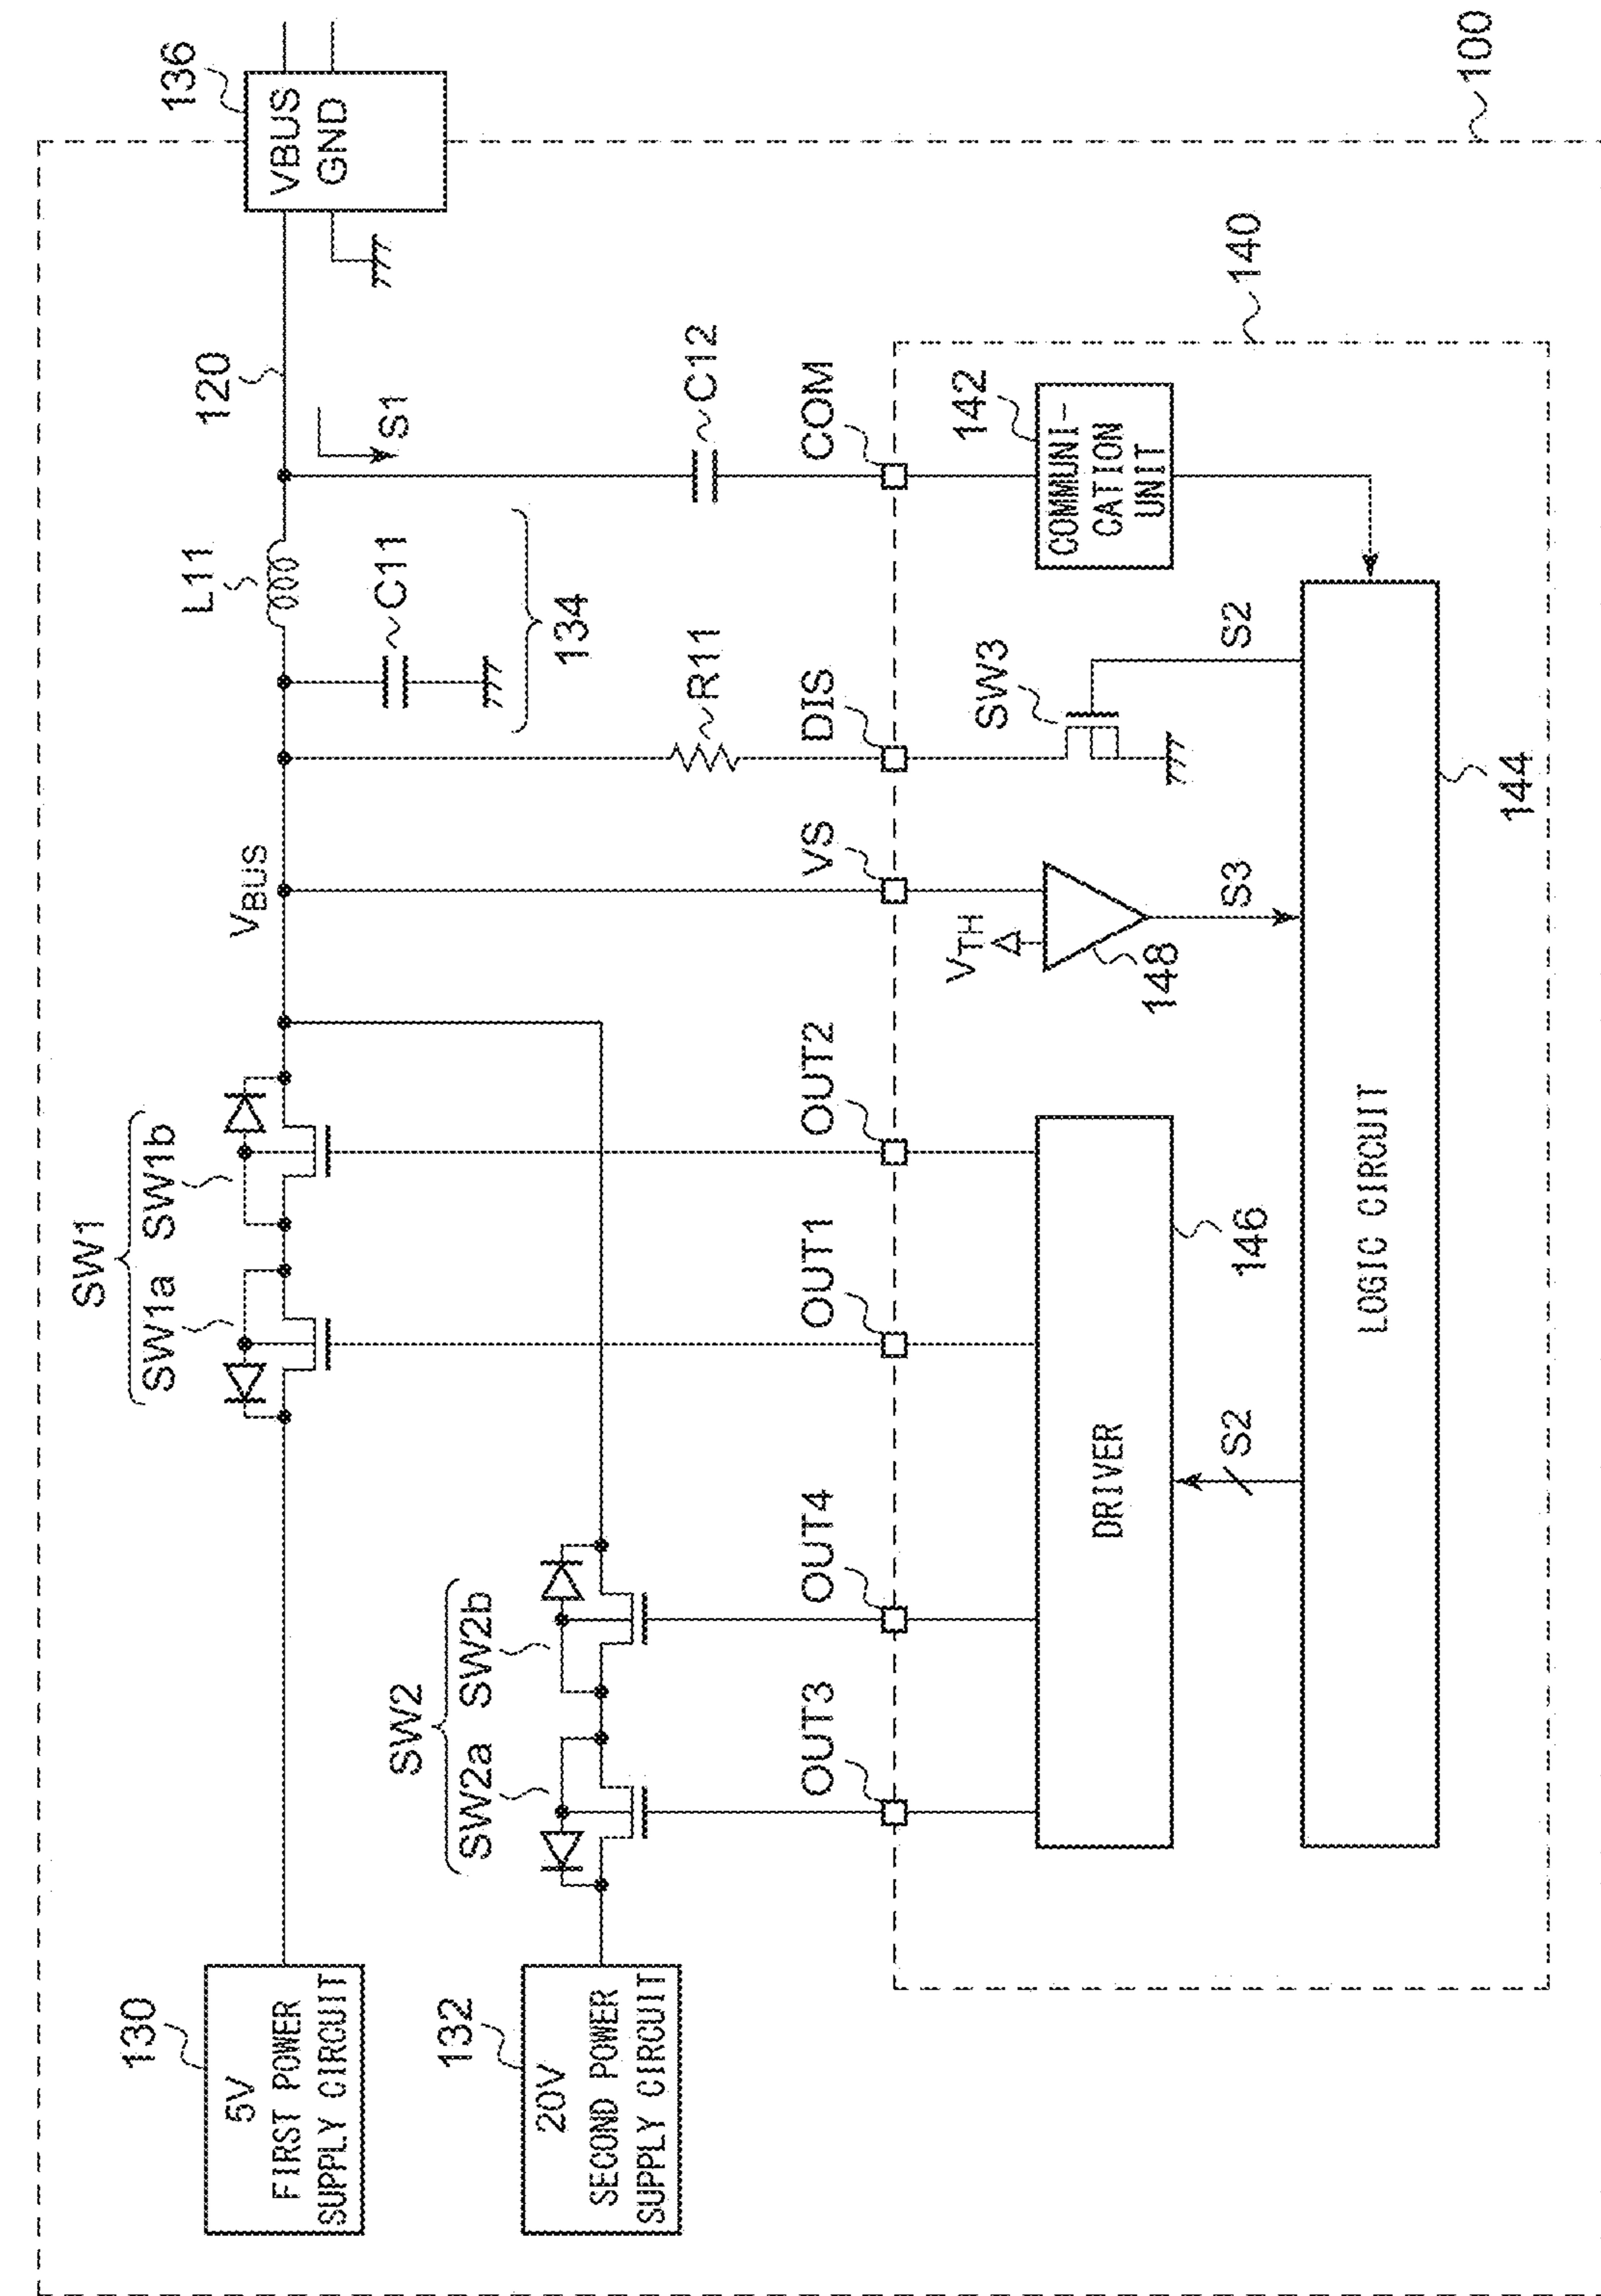 100
136
VBUS
GND
120
S1
L11
C11
134
C12
R11
VBUS
SW1
SW1a
SW1b
SW2
SW2a
SW2b
130
5V
FIRST POWER
SUPPLY CIRCUIT
132
20V
SECOND POWER
SUPPLY CIRCUIT
OUT3
OUT4
OUT1
OUT2
VS
DIS
COM
140
142
COMMUNI-
CATION
UNIT
SW3
S2
VTH
148
S3
DRIVER
146
S2
LOGIC CIRCUIT
144